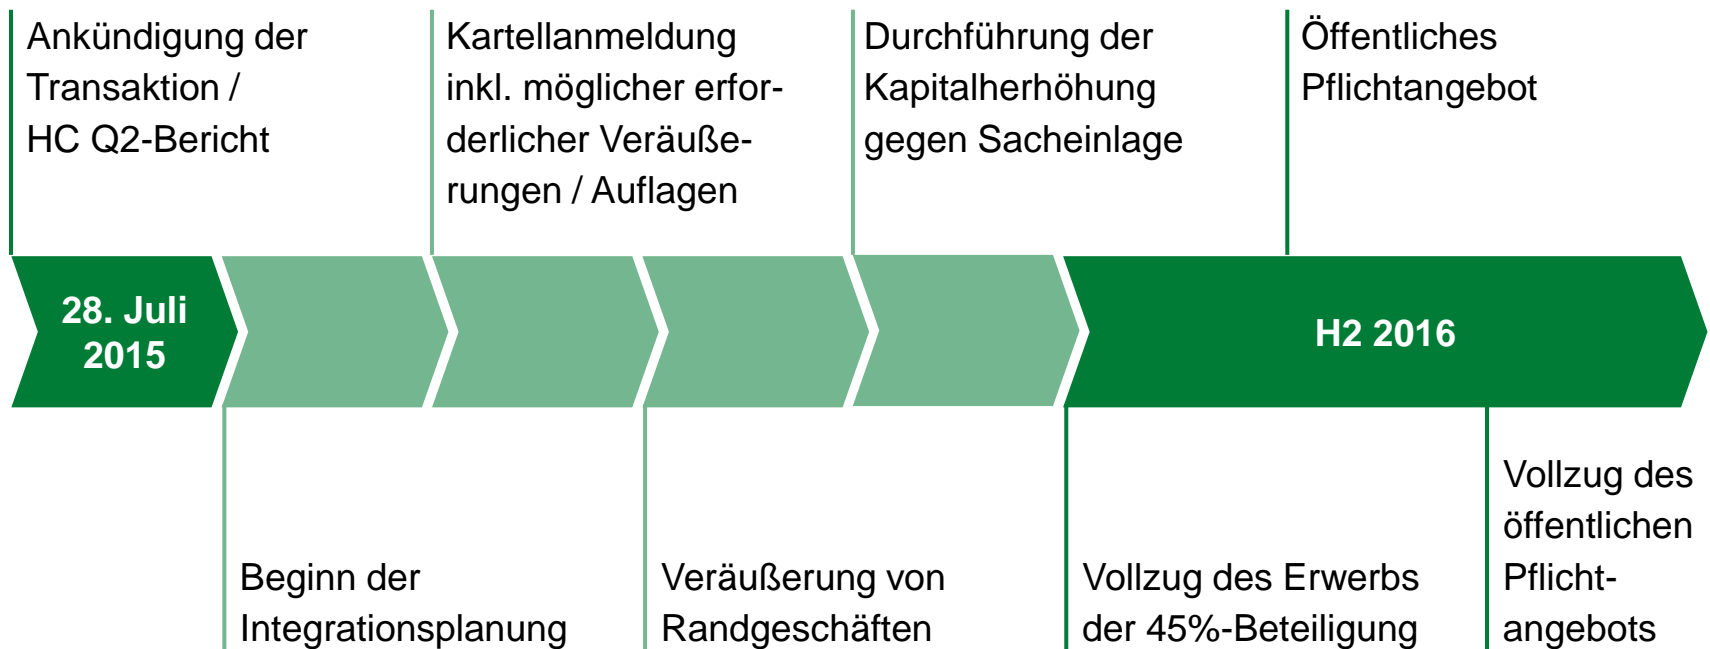 Ankündigung der
Transaktion /
HC Q2-Bericht
Kartellanmeldung
inkl. möglicher erfor-
derlicher Veräuße-
rungen / Auflagen
Durchführung der
Kapitalherhöhung
gegen Sacheinlage
Öffentliches
Pflichtangebot
28. Juli
2015
H2 2016
Beginn der
Integrationsplanung
Veräußerung von
Randgeschäften
Vollzug des Erwerbs
der 45%-Beteiligung
Vollzug des
öffentlichen
Pflicht-
angebots